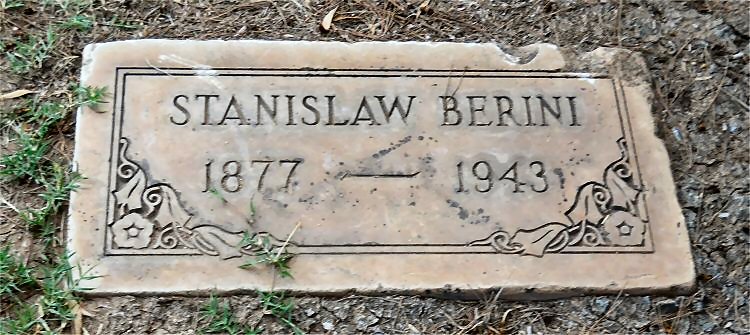 STANISLAW BERINI
1877 — 1943